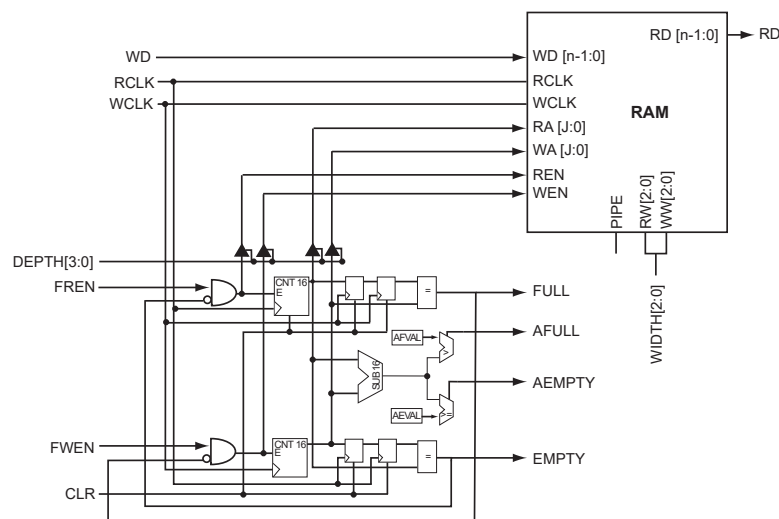 RD [n-1:0]
RD
WD
WD [n-1:0]
RCLK
RCLK
WCLK
WCLK
RAM
RA [J:0]
WA [J:0]
REN
WEN
PIPE
RW[2:0]
WW[2:0]
WIDTH[2:0]
DEPTH[3:0]
FREN
CNT 16
E
=
FULL
AFVAL
>
AFULL
SUB16
AEMPTY
AEVAL
>=
FWEN
CNT 16
E
=
EMPTY
CLR